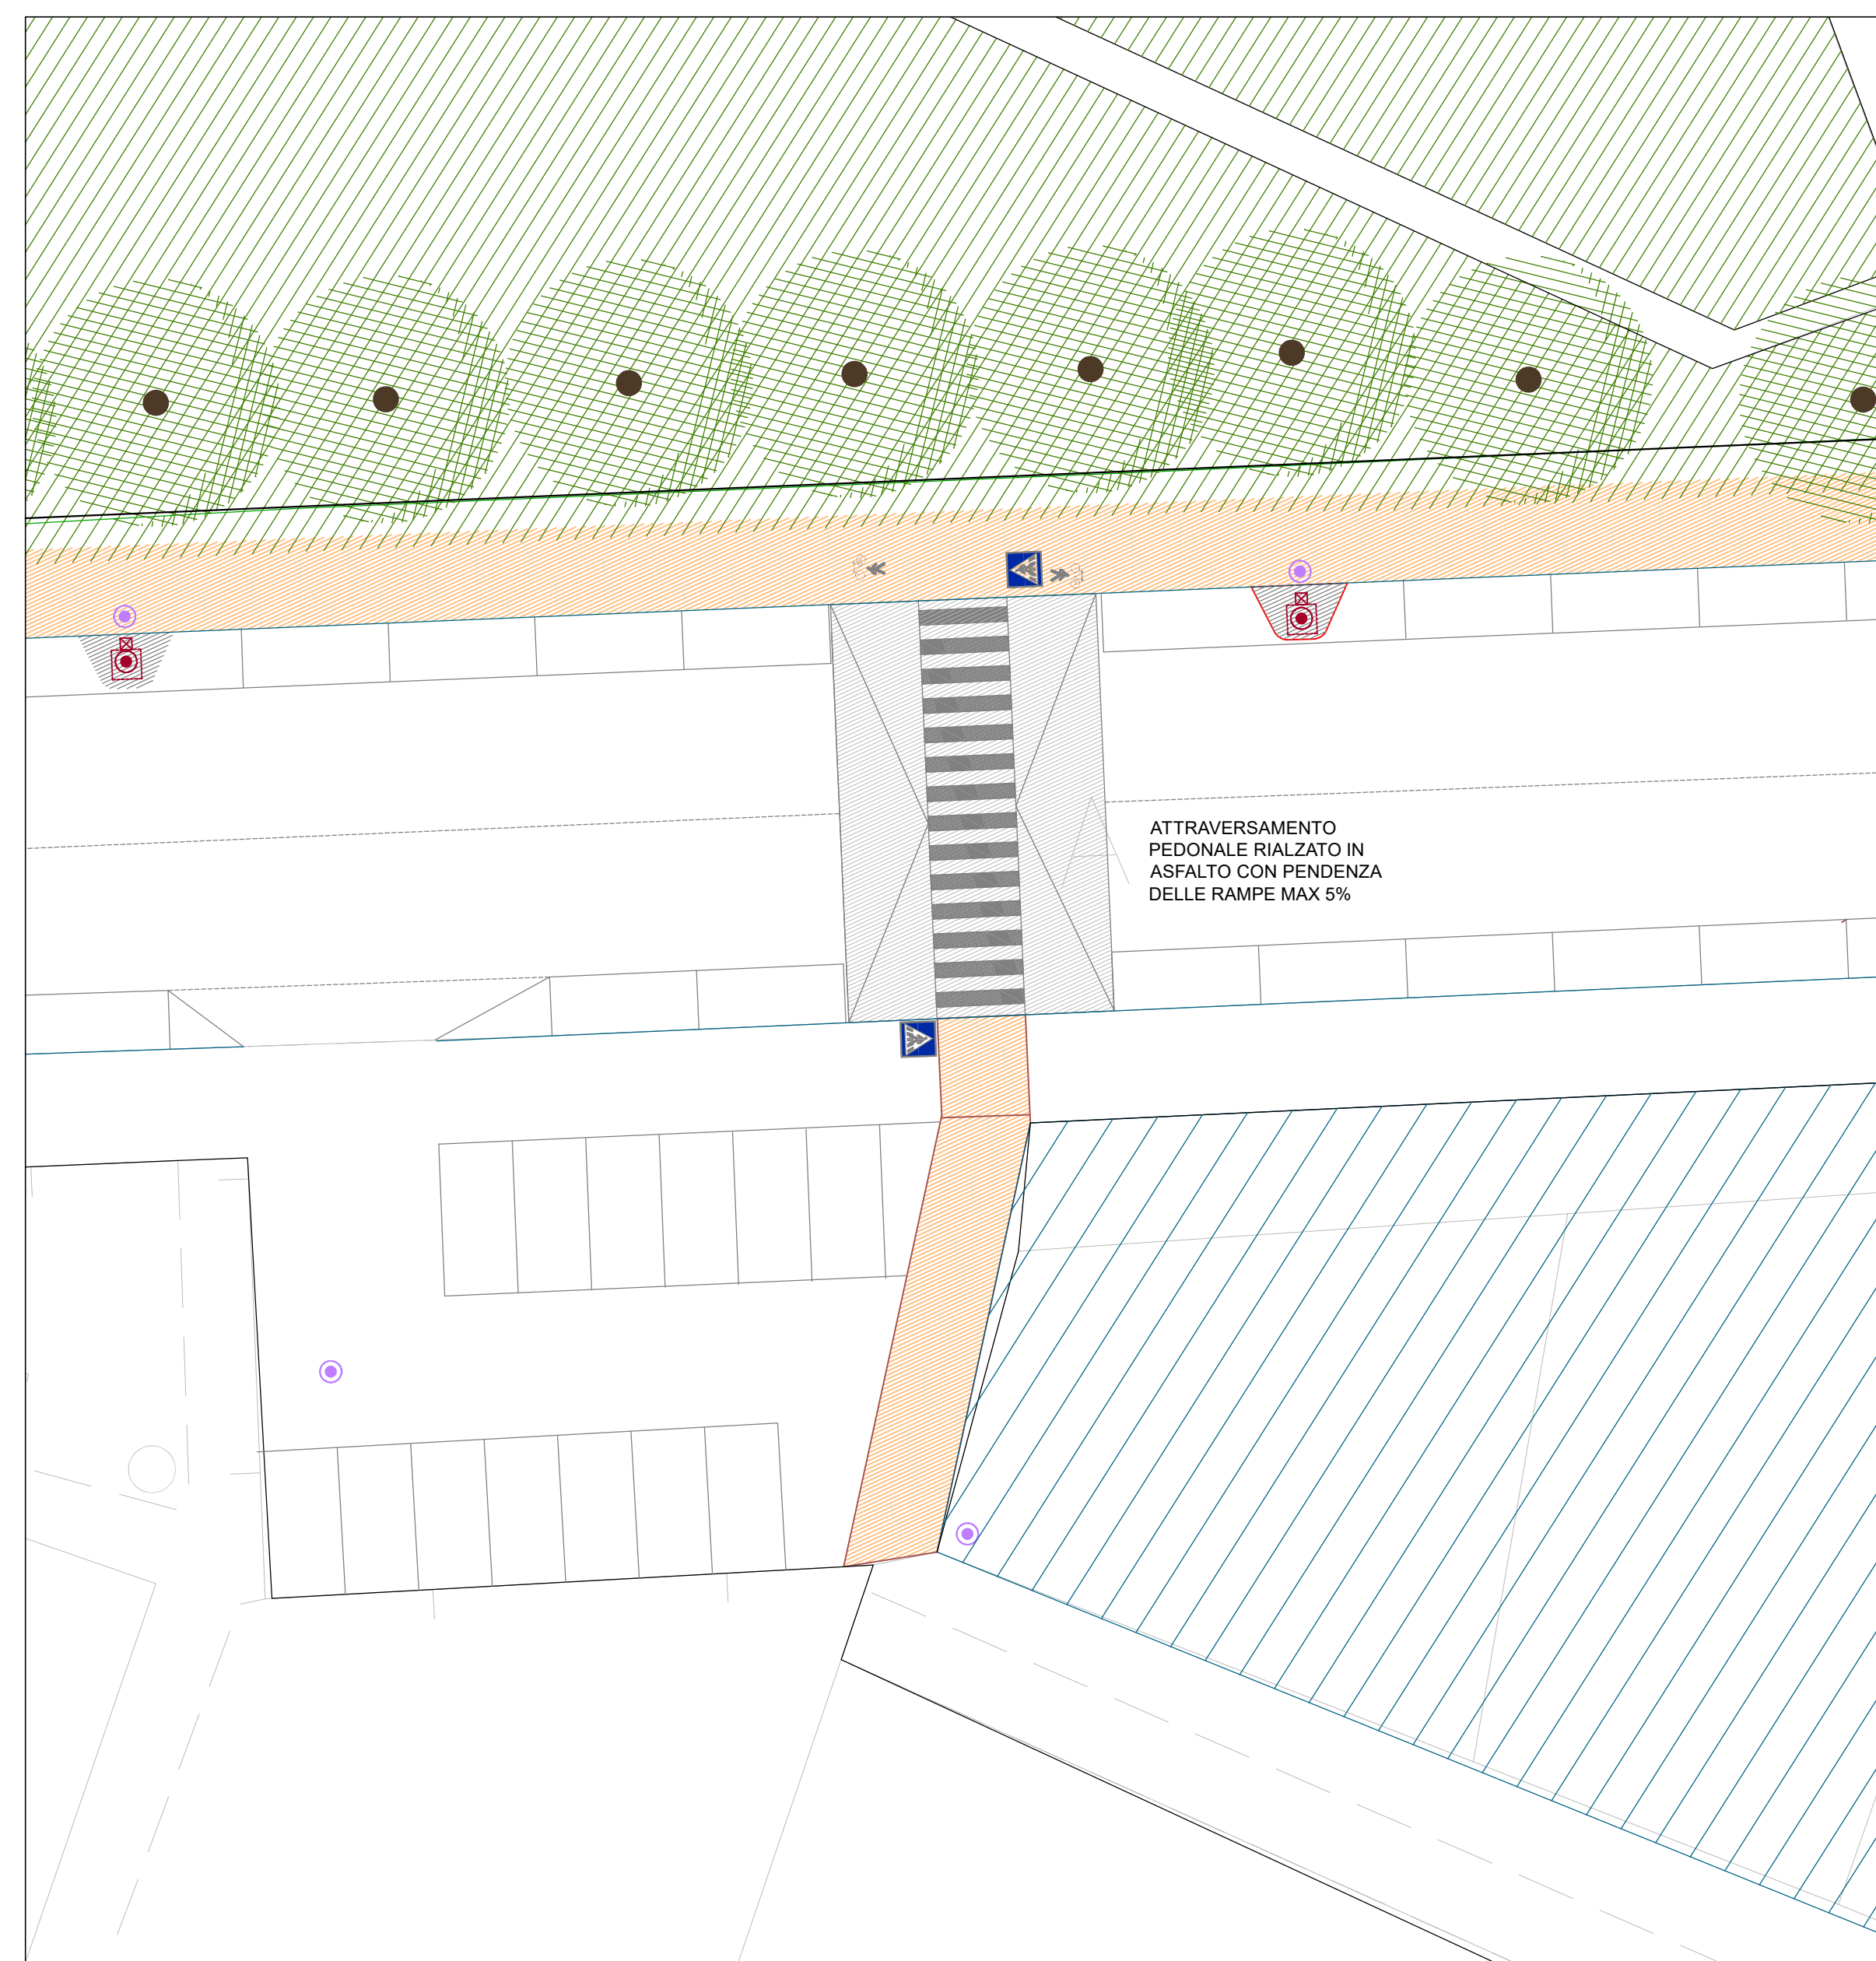 ATTRAVERSAMENTO
PEDONALE RIALZATO IN
ASFALTO CON PENDENZA
DELLE RAMPE MAX 5%